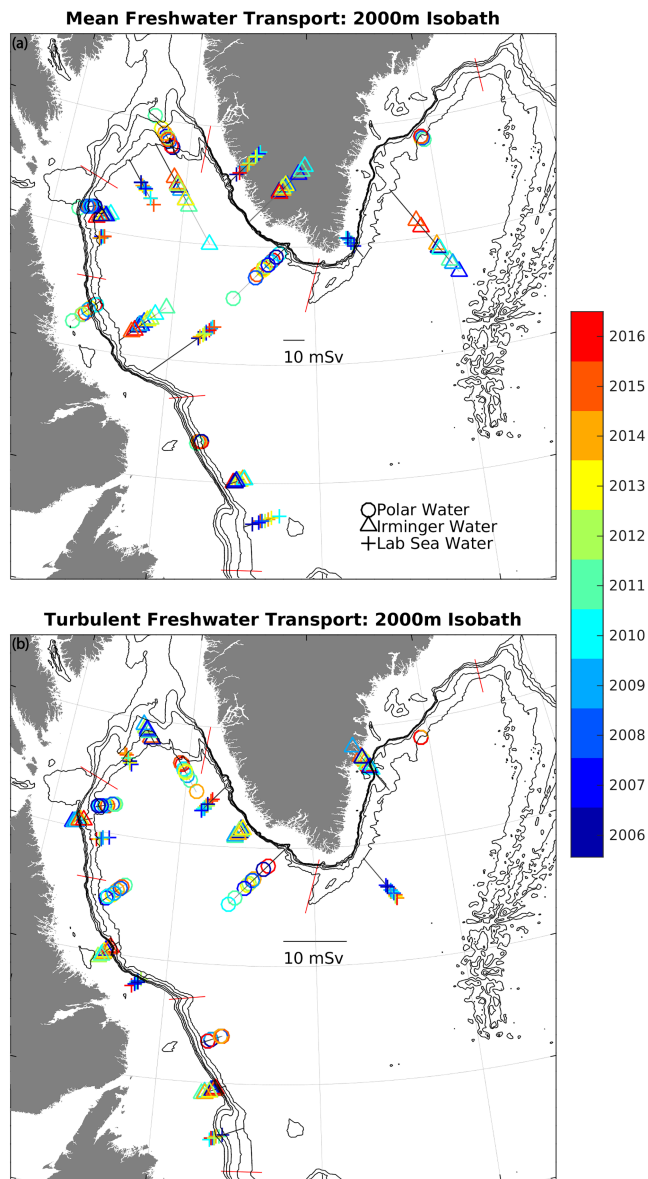 Mean Freshwater Transport: 2000m Isobath
(a)
10 mSv
Polar Water
Irminger Water
Lab Sea Water
2016
2015
2014
2013
2012
2011
2010
2009
2008
2007
2006
Turbulent Freshwater Transport: 2000m Isobath
(b)
10 mSv